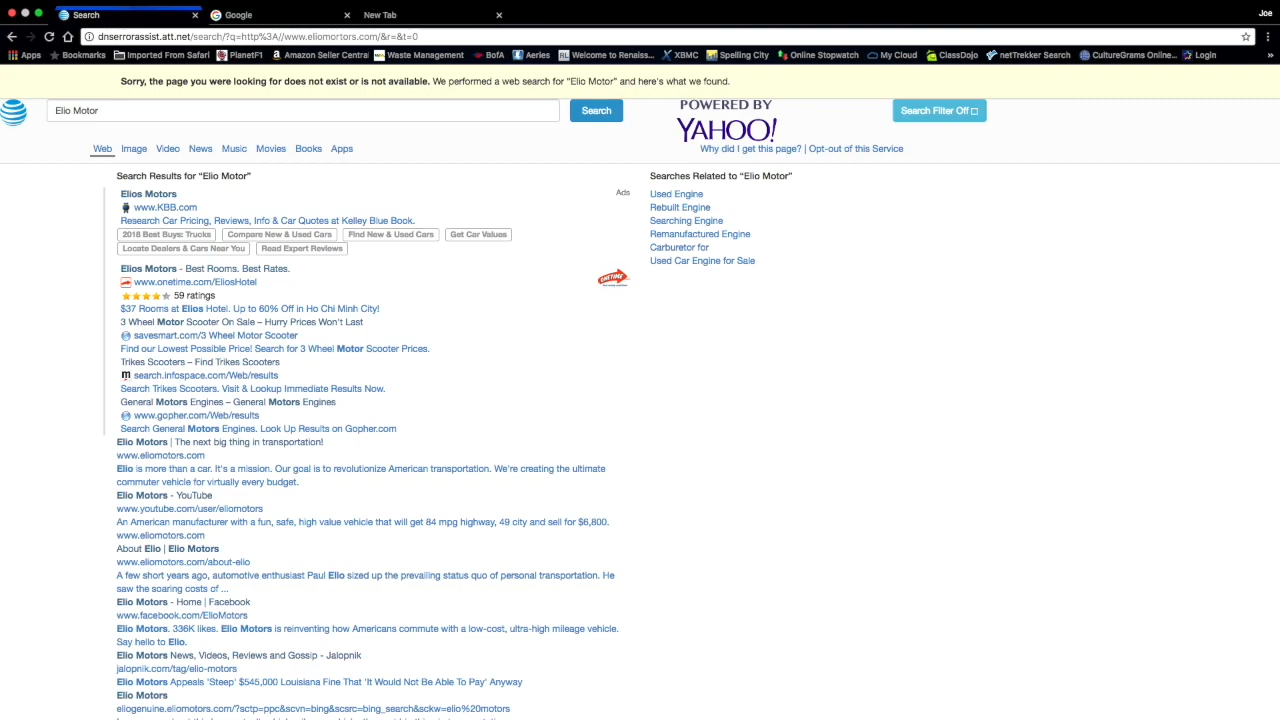 Search
Google
New Tab
Joe
dnserrorassist.att.net/search/?q=http%3A//www.eliomortors.com/&r=&t=0
Apps Bookmarks Imported From Safari PlanetF1 Amazon Seller Central Waste Management BofA Aeries Welcome to Renaiss... XBMC Spelling City Online Stopwatch My Cloud ClassDojo netTrekker Search CultureGrams Online... Login »
Sorry, the page you were looking for does not exist or is not available. We performed a web search for "Elio Motor" and here's what we found.
Elio Motor
Search
POWERED BY
YAHOO!
Search Filter Off
Web Image Video News Music Movies Books Apps
Why did I get this page? | Opt-out of this Service
Search Results for "Elio Motor"
Ads
Elios Motors
www.KBB.com
Research Car Pricing, Reviews, Info & Car Quotes at Kelley Blue Book.
2018 Best Buys: Trucks Compare New & Used Cars Find New & Used Cars Get Car Values
Locate Dealers & Cars Near You Read Expert Reviews
Elios Motors - Best Rooms. Best Rates.
www.onetime.com/EliosHotel
ONETIME
59 ratings
$37 Rooms at Elios Hotel. Up to 60% Off in Ho Chi Minh City!
3 Wheel Motor Scooter On Sale – Hurry Prices Won't Last
savesmart.com/3 Wheel Motor Scooter
Find our Lowest Possible Price! Search for 3 Wheel Motor Scooter Prices.
Trikes Scooters – Find Trikes Scooters
m search.infospace.com/Web/results
Search Trikes Scooters. Visit & Lookup Immediate Results Now.
General Motors Engines – General Motors Engines
www.gopher.com/Web/results
Search General Motors Engines. Look Up Results on Gopher.com
Elio Motors | The next big thing in transportation!
www.eliomotors.com
Elio is more than a car. It's a mission. Our goal is to revolutionize American transportation. We're creating the ultimate
commuter vehicle for virtually every budget.
Elio Motors - YouTube
www.youtube.com/user/eliomotors
An American manufacturer with a fun, safe, high value vehicle that will get 84 mpg highway, 49 city and sell for $6,800.
www.eliomotors.com
About Elio | Elio Motors
www.eliomotors.com/about-elio
A few short years ago, automotive enthusiast Paul Elio sized up the prevailing status quo of personal transportation. He
saw the soaring costs of ...
Elio Motors - Home | Facebook
www.facebook.com/ElioMotors
Elio Motors. 336K likes. Elio Motors is reinventing how Americans commute with a low-cost, ultra-high mileage vehicle.
Say hello to Elio.
Elio Motors News, Videos, Reviews and Gossip - Jalopnik
jalopnik.com/tag/elio-motors
Elio Motors Appeals 'Steep' $545,000 Louisiana Fine That 'It Would Not Be Able To Pay' Anyway
Elio Motors
eliogenuine.eliomotors.com/?sctp=ppc&scvn=bing&scsrc=bing_search&sckw=elio%20motors
Searches Related to "Elio Motor"
Used Engine
Rebuilt Engine
Searching Engine
Remanufactured Engine
Carburetor for
Used Car Engine for Sale